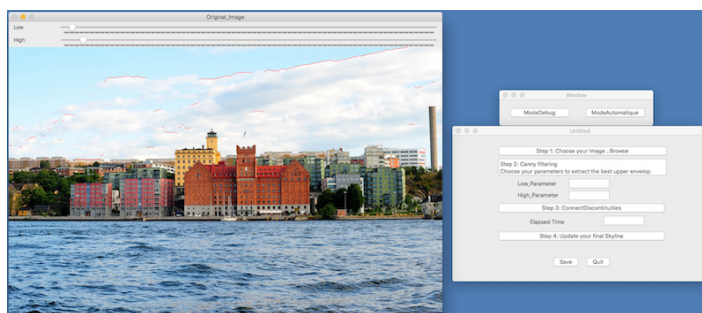 Original_Image
Low
High
Window
ModeDebug
ModeAutomatique
Untitled
Step 1: Choose your image ..Browse
Step 2: Canny filtering
Choose your parameters to extract the best upper envelop.
Low_Parameter
High_Parameter
Step 3: ConnectDiscontinuities
Elapsed Time
Step 4: Update your final Skyline
Save
Quit